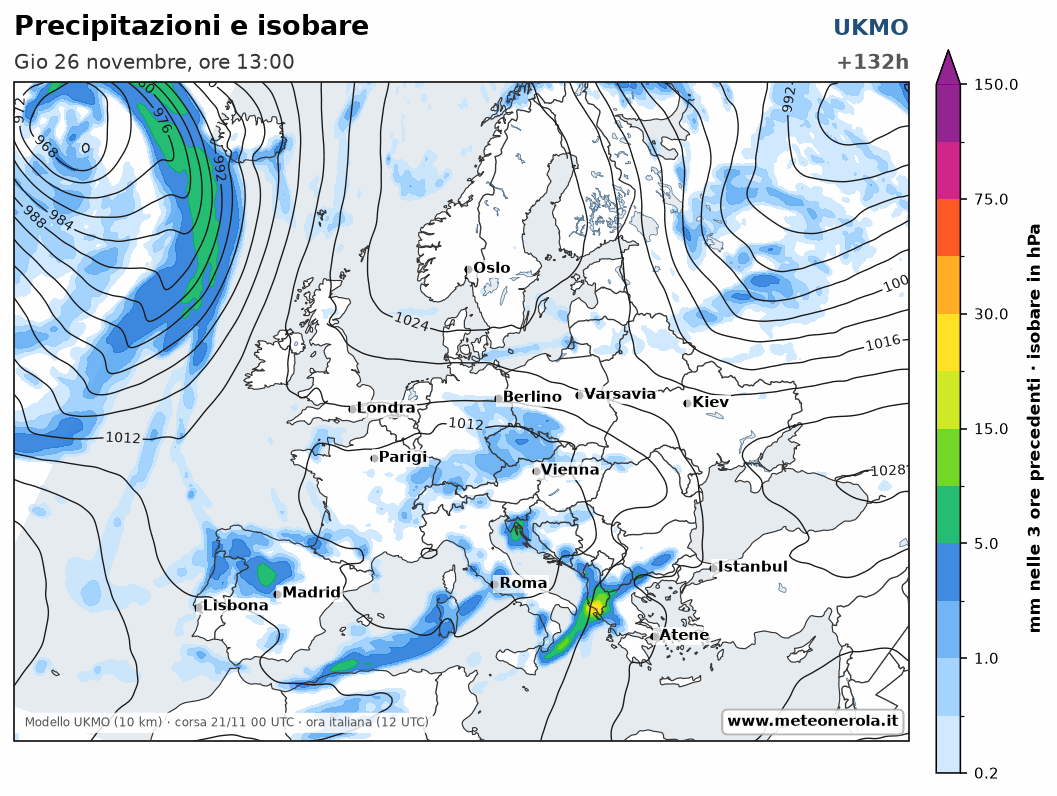 Precipitazioni e isobare
UKMO
Gio 26 novembre, ore 13:00
+132h
972
976
992
992
968
988
984
Oslo
1024
1016
Londra
Berlino
Varsavia
Kiev
1012
1012
Parigi
Vienna
1028
Istanbul
Roma
Madrid
Lisbona
Atene
Modello UKMO (10 km) · corsa 21/11 00 UTC · ora italiana (12 UTC)
www.meteonerola.it
150.0
75.0
30.0
15.0
5.0
1.0
0.2
mm nelle 3 ore precedenti · isobare in hPa